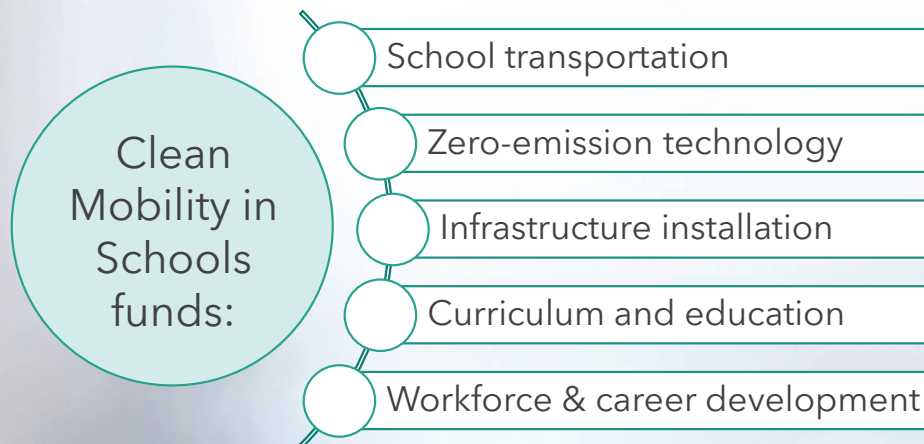 Clean
Mobility in
Schools
funds:
School transportation
Zero-emission technology
Infrastructure installation
Curriculum and education
Workforce & career development